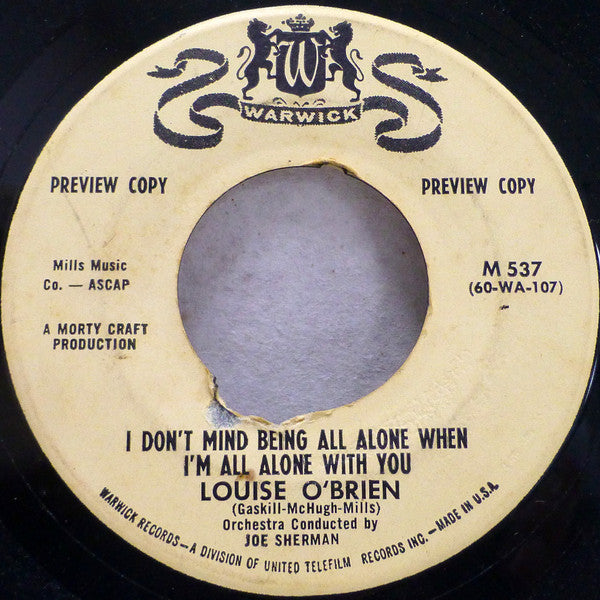 W
WARWICK
PREVIEW COPY
PREVIEW COPY
Mills Music
Co. — ASCAP
M 537
(60-WA-107)
A MORTY CRAFT
PRODUCTION
I DON'T MIND BEING ALL ALONE WHEN
I'M ALL ALONE WITH YOU
LOUISE O'BRIEN
(Gaskill-McHugh-Mills)
Orchestra Conducted by
JOE SHERMAN
WARWICK RECORDS—A DIVISION OF UNITED TELEFILM RECORDS INC.—MADE IN U.S.A.